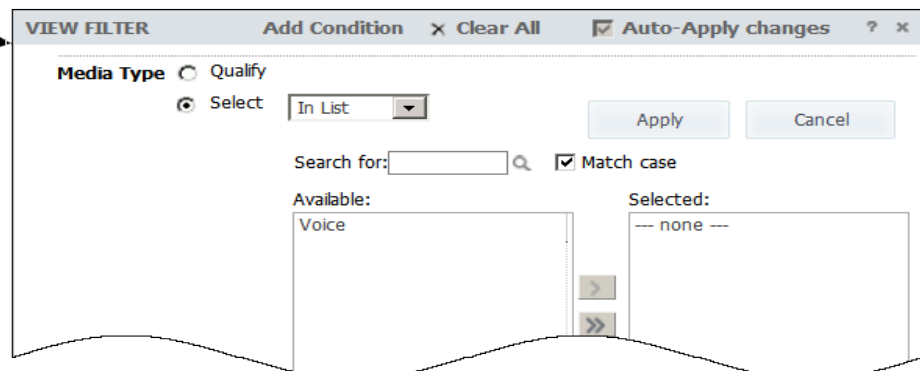 VIEW FILTER Add Condition Clear All Auto-Apply changes ?
Media Type Qualify
Select In List
Apply Cancel
Search for: Match case
Available: Selected:
Voice --- none ---
>
>>